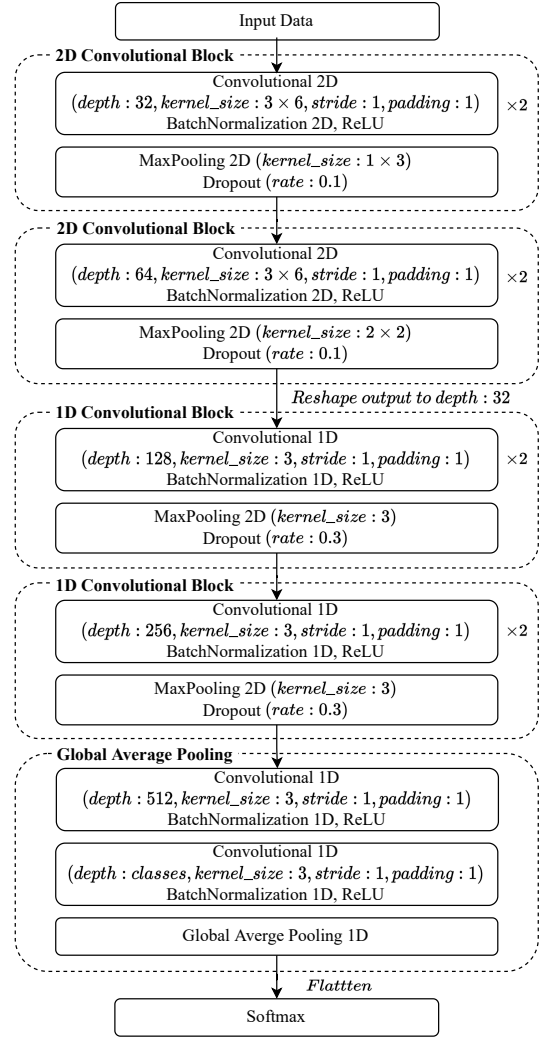 Input Data
2D Convolutional Block
Convolutional 2D
(depth : 32, kernel_size : 3 × 6, stride : 1, padding : 1)
BatchNormalization 2D, ReLU
×2
MaxPooling 2D (kernel_size : 1 × 3)
Dropout (rate : 0.1)
2D Convolutional Block
Convolutional 2D
(depth : 64, kernel_size : 3 × 6, stride : 1, padding : 1)
BatchNormalization 2D, ReLU
×2
MaxPooling 2D (kernel_size : 2 × 2)
Dropout (rate : 0.1)
Reshape output to depth : 32
1D Convolutional Block
Convolutional 1D
(depth : 128, kernel_size : 3, stride : 1, padding : 1)
BatchNormalization 1D, ReLU
×2
MaxPooling 2D (kernel_size : 3)
Dropout (rate : 0.3)
1D Convolutional Block
Convolutional 1D
(depth : 256, kernel_size : 3, stride : 1, padding : 1)
BatchNormalization 1D, ReLU
×2
MaxPooling 2D (kernel_size : 3)
Dropout (rate : 0.3)
Global Average Pooling
Convolutional 1D
(depth : 512, kernel_size : 3, stride : 1, padding : 1)
BatchNormalization 1D, ReLU
Convolutional 1D
(depth : classes, kernel_size : 3, stride : 1, padding : 1)
BatchNormalization 1D, ReLU
Global Averge Pooling 1D
Flattten
Softmax